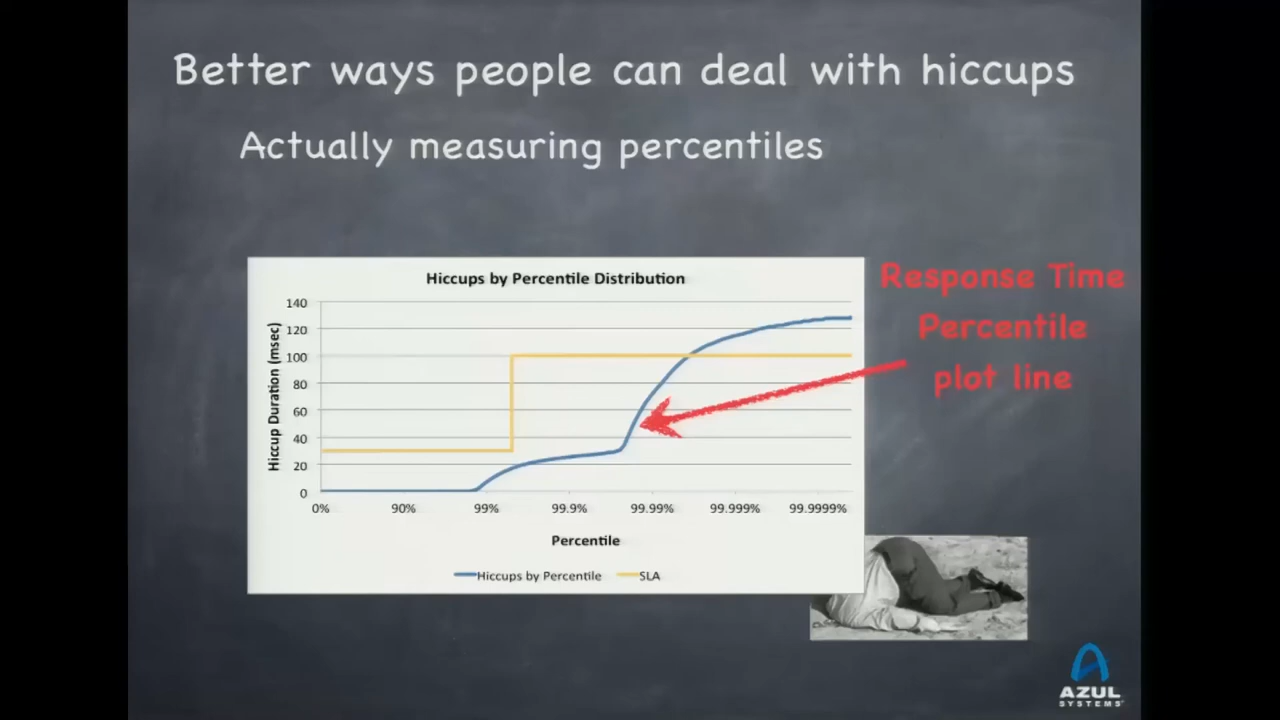 Better ways people can deal with hiccups
Actually measuring percentiles
Hiccups by Percentile Distribution
Hiccup Duration (msec)
140
120
100
80
60
40
20
0
0% 90% 99% 99.9% 99.99% 99.999% 99.9999%
Percentile
Hiccups by Percentile SLA
Response Time
Percentile
plot line
AZUL
SYSTEMS